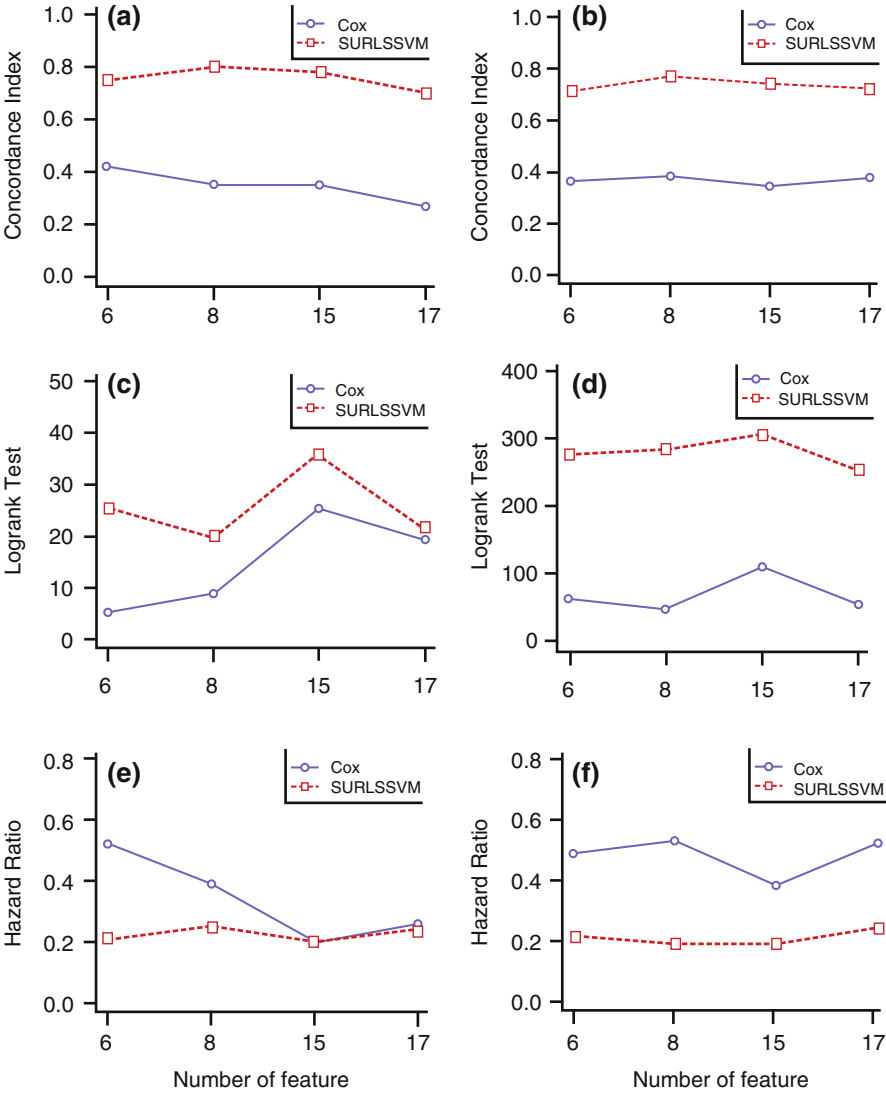 (a)
Concordance Index
1.0
0.8
0.6
0.4
0.2
0.0
Cox
SURLSSVM
6 8 15 17
(b)
Concordance Index
1.0
0.8
0.6
0.4
0.2
0.0
Cox
SURLSSVM
6 8 15 17
(c)
Logrank Test
50
40
30
20
10
0
Cox
SURLSSVM
6 8 15 17
(d)
Logrank Test
400
300
200
100
0
Cox
SURLSSVM
6 8 15 17
(e)
Hazard Ratio
0.8
0.6
0.4
0.2
0.0
Cox
SURLSSVM
6 8 15 17
Number of feature
(f)
Hazard Ratio
0.8
0.6
0.4
0.2
0.0
Cox
SURLSSVM
6 8 15 17
Number of feature